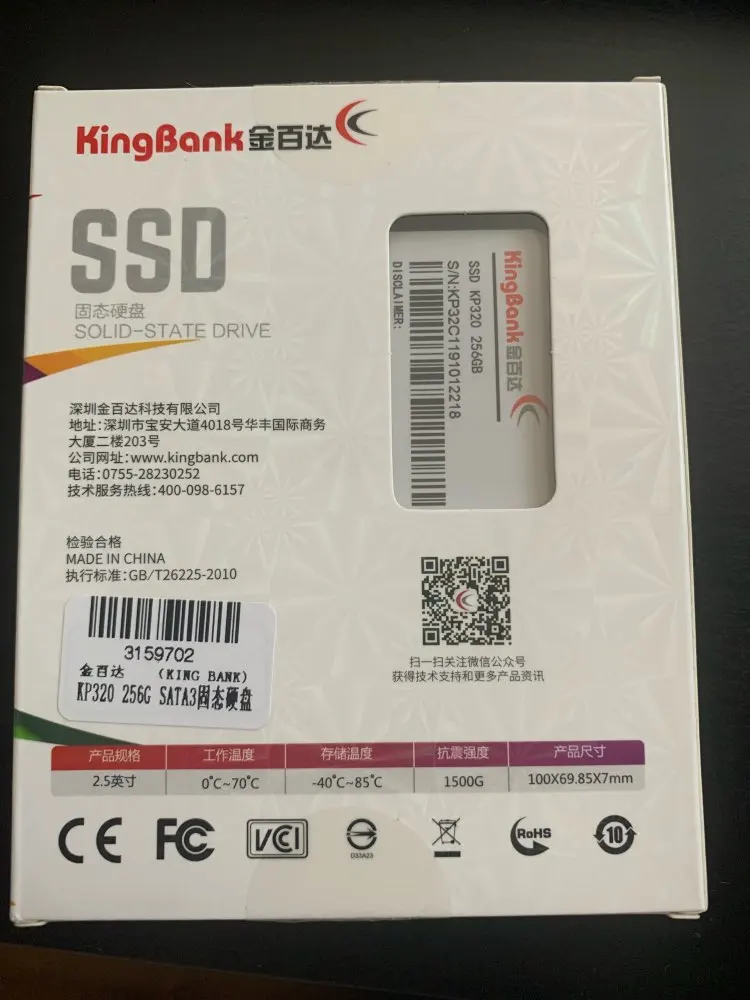 KingBank金百达
SSD
固态硬盘
SOLID-STATE DRIVE
KingBank 金百达
SSD KP320 256GB
S/N:KP32C1191012218
DISCLAIMER:
深圳金百达科技有限公司
地址:深圳市宝安大道4018号华丰国际商务
大厦二楼203号
公司网址:www.kingbank.com
电话:0755-28230252
技术服务热线:400-098-6157
检验合格
MADE IN CHINA
执行标准:GB/T26225-2010
3159702
金百达 (KING BANK)
KP320 256G SATA3固态硬盘
扫一扫关注微信公众号
获得技术支持和更多产品资讯
产品规格 工作温度 存储温度 抗震强度 产品尺寸
2.5英寸 0℃~70℃ -40℃~85℃ 1500G 100X69.85X7mm
CE FC VCI D33A23 RoHS 10